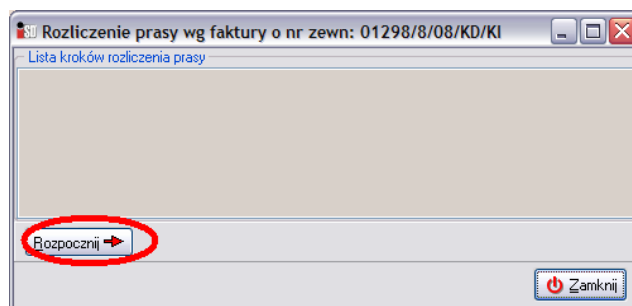 Rozliczenie prasy wg faktury o nr zewn: 01298/8/08/KD/KI
Lista kroków rozliczenia prasy
Rozpocznij
Zamknij